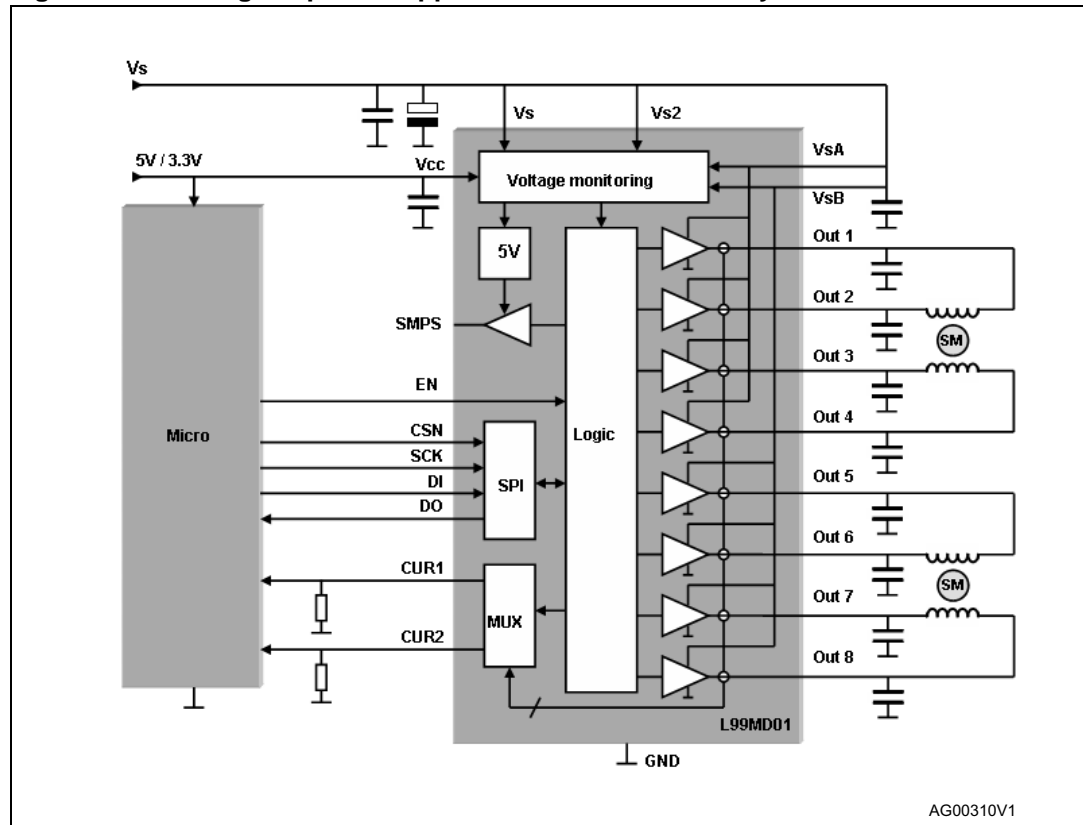 Vs
Vs
Vs2
VsA
5V / 3.3V
Vcc
Voltage monitoring
VsB
Out 1
5V
Out 2
SMPS
SM
Out 3
EN
Out 4
Micro
CSN
Logic
SCK
SPI
DI
Out 5
DO
Out 6
CUR1
SM
Out 7
MUX
CUR2
Out 8
L99MD01
GND
AG00310V1